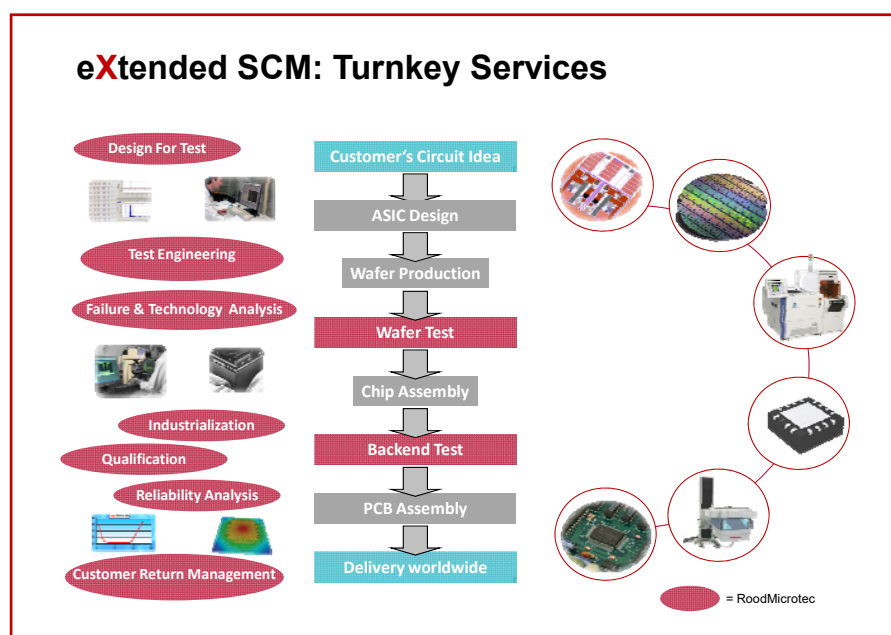 eXtended SCM: Turnkey Services
Design For Test
Test Engineering
Failure & Technology Analysis
Industrialization
Qualification
Reliability Analysis
Customer Return Management
Customer's Circuit Idea
ASIC Design
Wafer Production
Wafer Test
Chip Assembly
Backend Test
PCB Assembly
Delivery worldwide
= RoodMicrotec